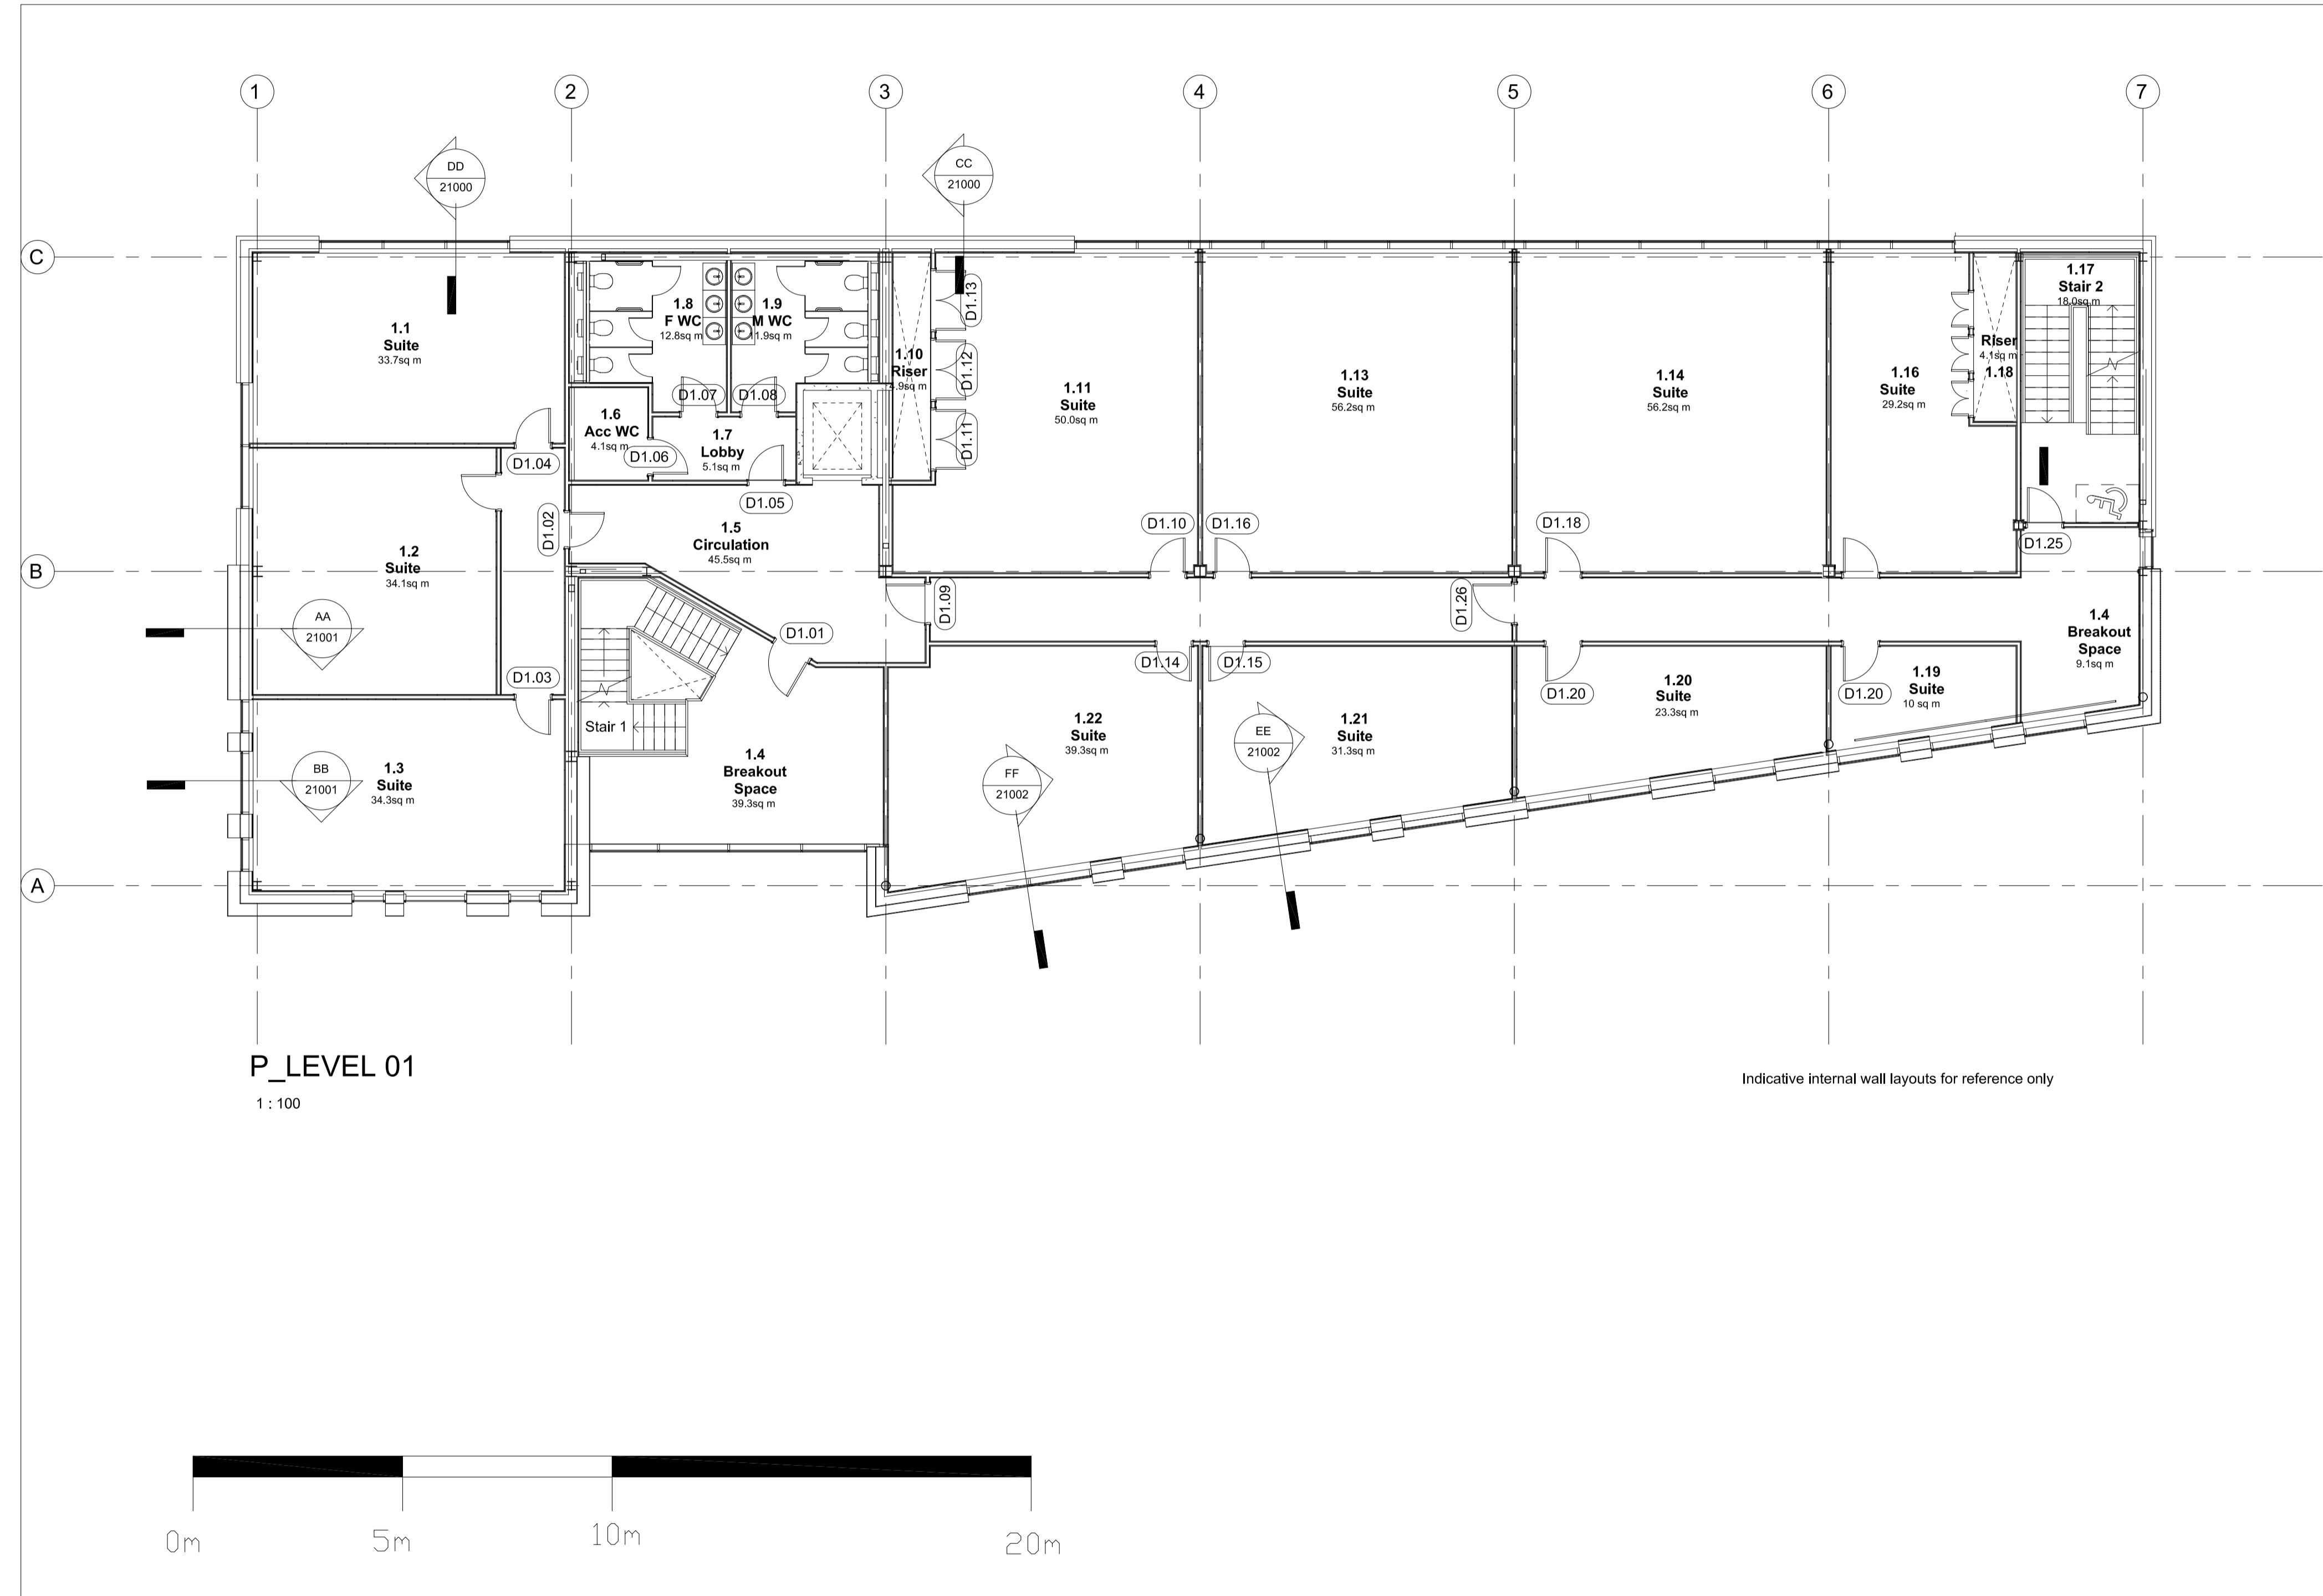 1
2
3
4
5
6
7
DD
21000
CC
21000
C
1.1
Suite
33.7sq m
1.8
F WC
12.8sq m
1.9
M WC
11.9sq m
D1.13
1.10
Riser
4.9sq m
D1.12
D1.11
1.11
Suite
50.0sq m
1.13
Suite
56.2sq m
1.14
Suite
56.2sq m
1.16
Suite
29.2sq m
Riser
4.1sq m
1.18
1.17
Stair 2
18.0sq m
D1.07
D1.08
1.6
Acc WC
4.1sq m
D1.06
1.7
Lobby
5.1sq m
D1.04
D1.05
D1.02
1.5
Circulation
45.5sq m
D1.10
D1.16
D1.18
D1.25
B
1.2
Suite
34.1sq m
AA
21001
D1.01
D1.09
D1.26
1.4
Breakout
Space
9.1sq m
D1.03
D1.14
D1.15
D1.20
D1.20
1.19
Suite
10 sq m
1.20
Suite
23.3sq m
Stair 1
1.22
Suite
39.3sq m
EE
21002
1.21
Suite
31.3sq m
BB
21001
1.3
Suite
34.3sq m
1.4
Breakout
Space
39.3sq m
FF
21002
A
P_LEVEL 01
1 : 100
Indicative internal wall layouts for reference only
0m
5m
10m
20m